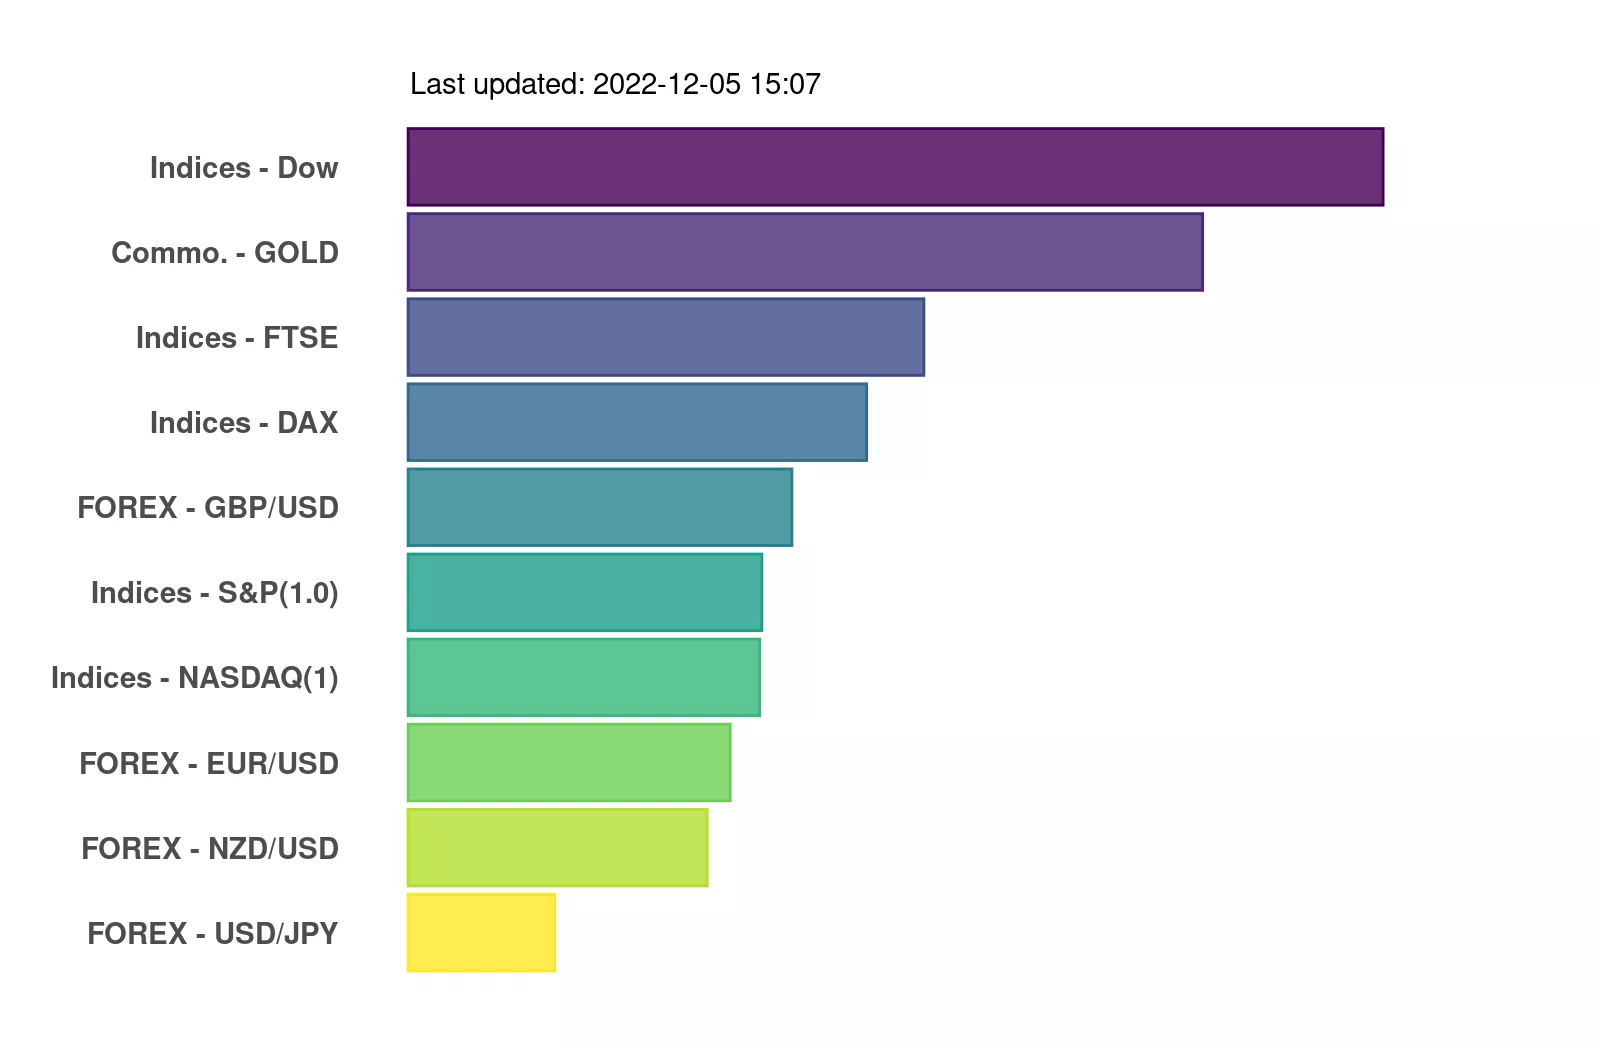 Last updated: 2022-12-05 15:07
Indices - Dow
Commo. - GOLD
Indices - FTSE
Indices - DAX
FOREX - GBP/USD
Indices - S&P(1.0)
Indices - NASDAQ(1)
FOREX - EUR/USD
FOREX - NZD/USD
FOREX - USD/JPY